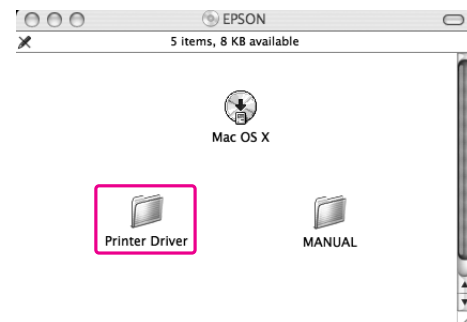 EPSON
5 items, 8 KB available
Mac OS X
Printer Driver
MANUAL